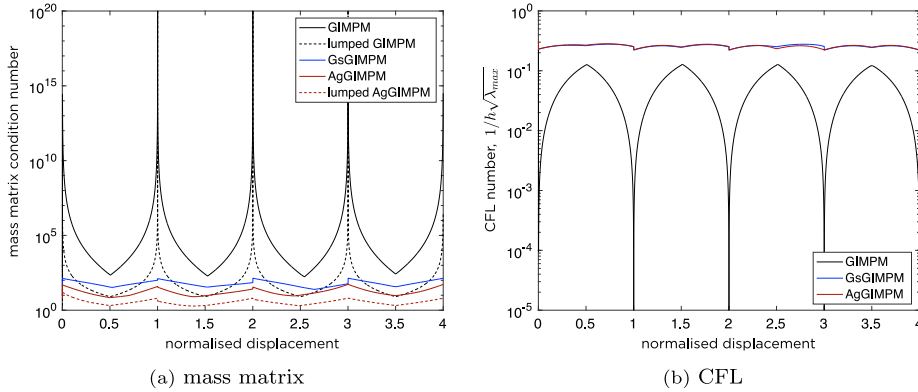 10^20
10^15
10^10
10^5
10^0
mass matrix condition number
GIMPM
lumped GIMPM
GsGIMPM
AgGIMPM
lumped AgGIMPM
0 0.5 1 1.5 2 2.5 3 3.5 4
normalised displacement
(a) mass matrix
10^0
10^-1
10^-2
10^-3
10^-4
10^-5
CFL number, 1/h√λ_max
GIMPM
GsGIMPM
AgGIMPM
0 0.5 1 1.5 2 2.5 3 3.5 4
normalised displacement
(b) CFL